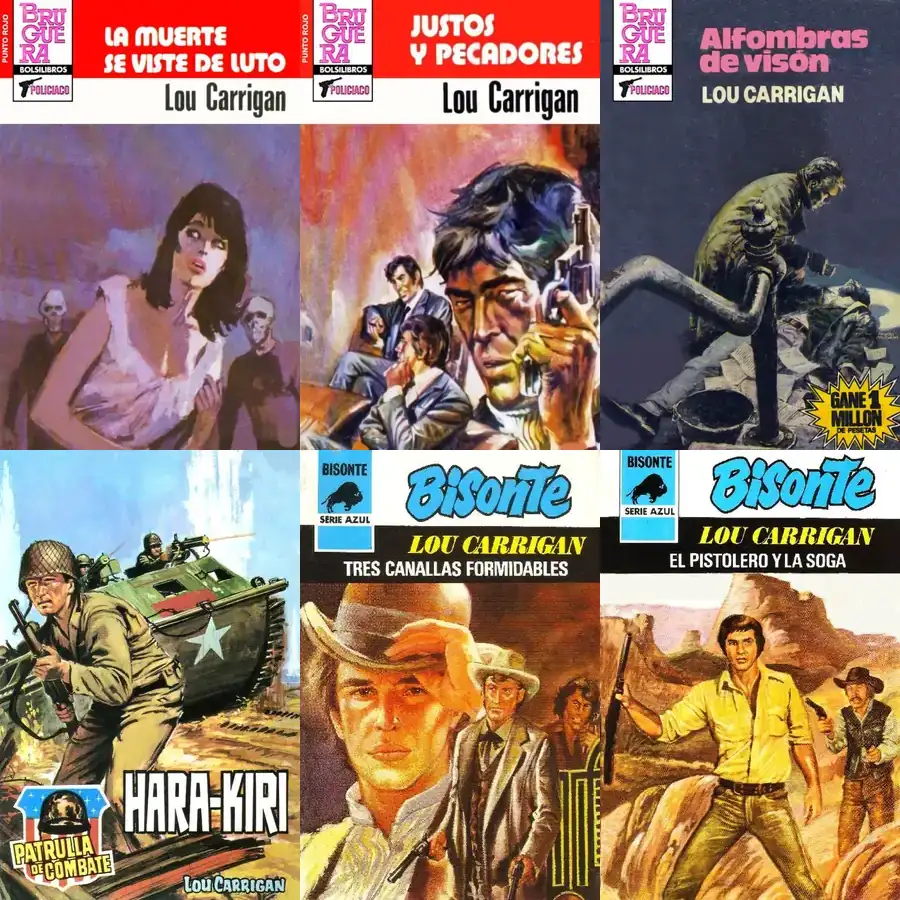 PUNTO ROJO
BRU
GUE
RA
BOLSILIBROS
POLICIACO
LA MUERTE
SE VISTE DE LUTO
Lou Carrigan
PUNTO ROJO
BRU
GUE
RA
BOLSILIBROS
POLICIACO
JUSTOS
Y PECADORES
Lou Carrigan
BRU
GUE
RA
BOLSILIBROS
POLICIACO
Alfombras
de visón
LOU CARRIGAN
GANE 1
MILLON
DE PESETAS
HARA-KIRI
PATRULLA
DE COMBATE
LOU CARRIGAN
BISONTE
SERIE AZUL
BISONTE
LOU CARRIGAN
TRES CANALLAS FORMIDABLES
BISONTE
SERIE AZUL
BISONTE
LOU CARRIGAN
EL PISTOLERO Y LA SOGA